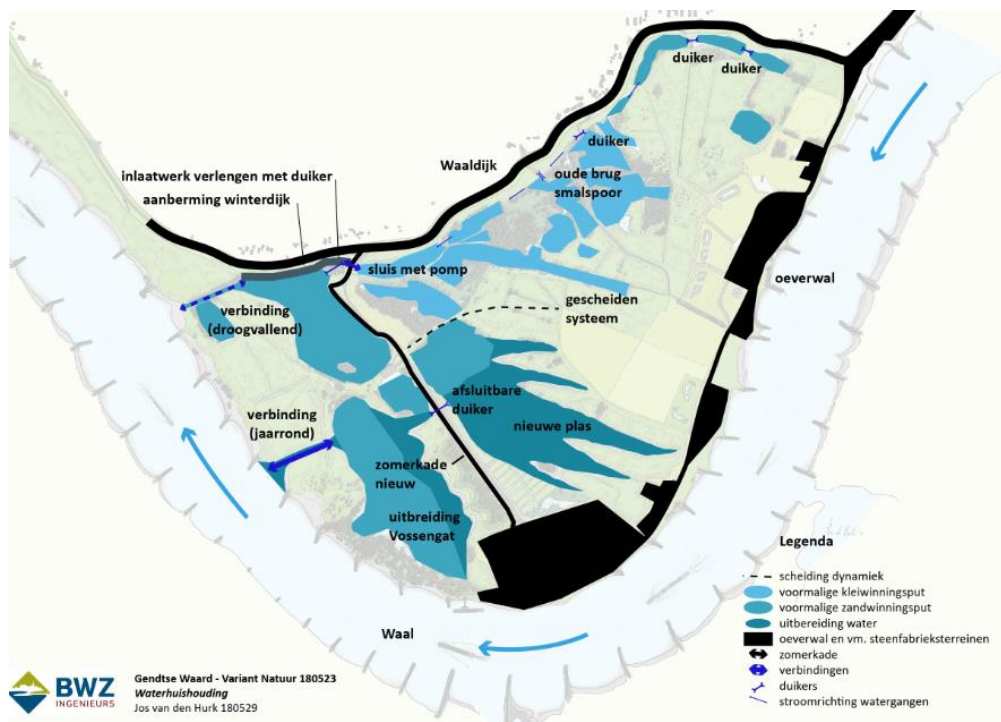 duiker
duiker
duiker
Waaldijk
oude brug
smalspoor
inlaatwerk verlengen met duiker
aanberming winterdijk
sluis met pomp
oeverwal
gescheiden
systeem
verbinding
(droogvallend)
afsluitbare
duiker
verbinding
(jaarrond)
nieuwe plas
zomerkade
nieuw
uitbreiding
Vossengat
Waal
Legenda
scheiding dynamiek
voormalige kleiwinningsput
voormalige zandwinningsput
uitbereiding water
oeverwal en vm. steenfabrieksterreinen
zomerkade
verbindingen
duikers
stroomrichting watergangen
BWZ
INGENIEURS
Gendtse Waard - Variant Natuur 180523
Waterhuishouding
Jos van den Hurk 180529